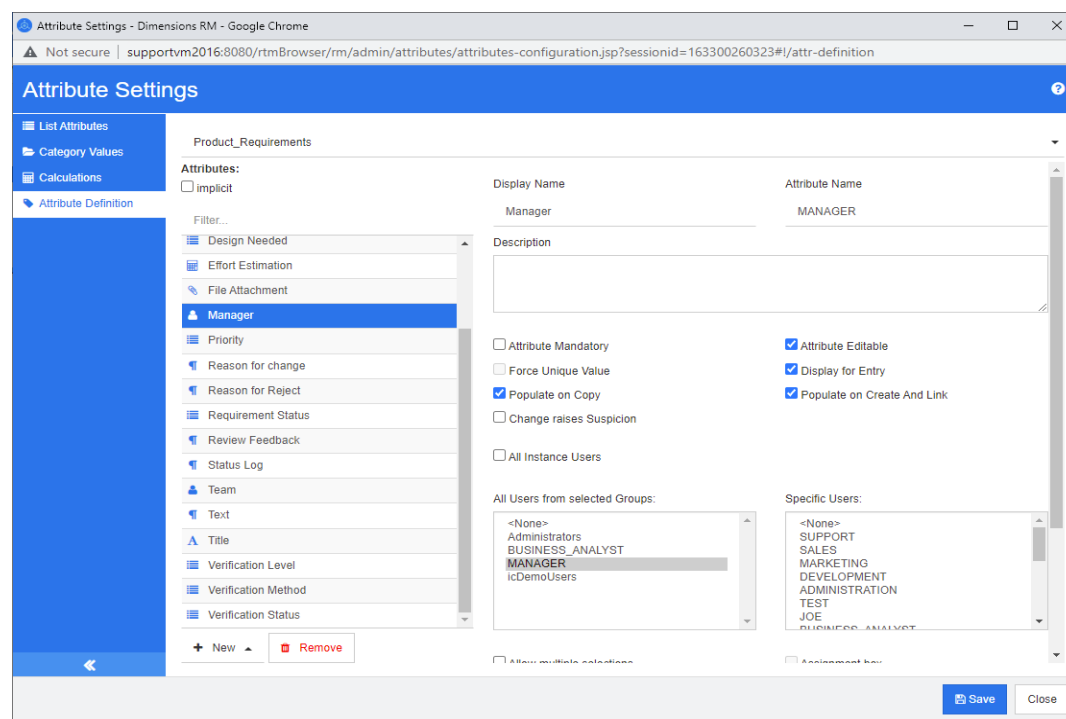 Attribute Settings - Dimensions RM - Google Chrome
Not secure | supportvm2016:8080/rtmBrowser/rm/admin/attributes/attributes-configuration.jsp?sessionid=163300260323#!/attr-definition
Attribute Settings
List Attributes
Category Values
Calculations
Attribute Definition
Product_Requirements
Attributes:
implicit
Filter...
Design Needed
Effort Estimation
File Attachment
Manager
Priority
Reason for change
Reason for Reject
Requirement Status
Review Feedback
Status Log
Team
Text
Title
Verification Level
Verification Method
Verification Status
New
Remove
Display Name
Attribute Name
Manager
MANAGER
Description
Attribute Mandatory
Attribute Editable
Force Unique Value
Display for Entry
Populate on Copy
Populate on Create And Link
Change raises Suspicion
All Instance Users
All Users from selected Groups:
<None>
Administrators
BUSINESS_ANALYST
MANAGER
icDemoUsers
Specific Users:
<None>
SUPPORT
SALES
MARKETING
DEVELOPMENT
ADMINISTRATION
TEST
JOE
BUSINESS_ANALYST
Allow multiple selections
Assignment box
Save
Close